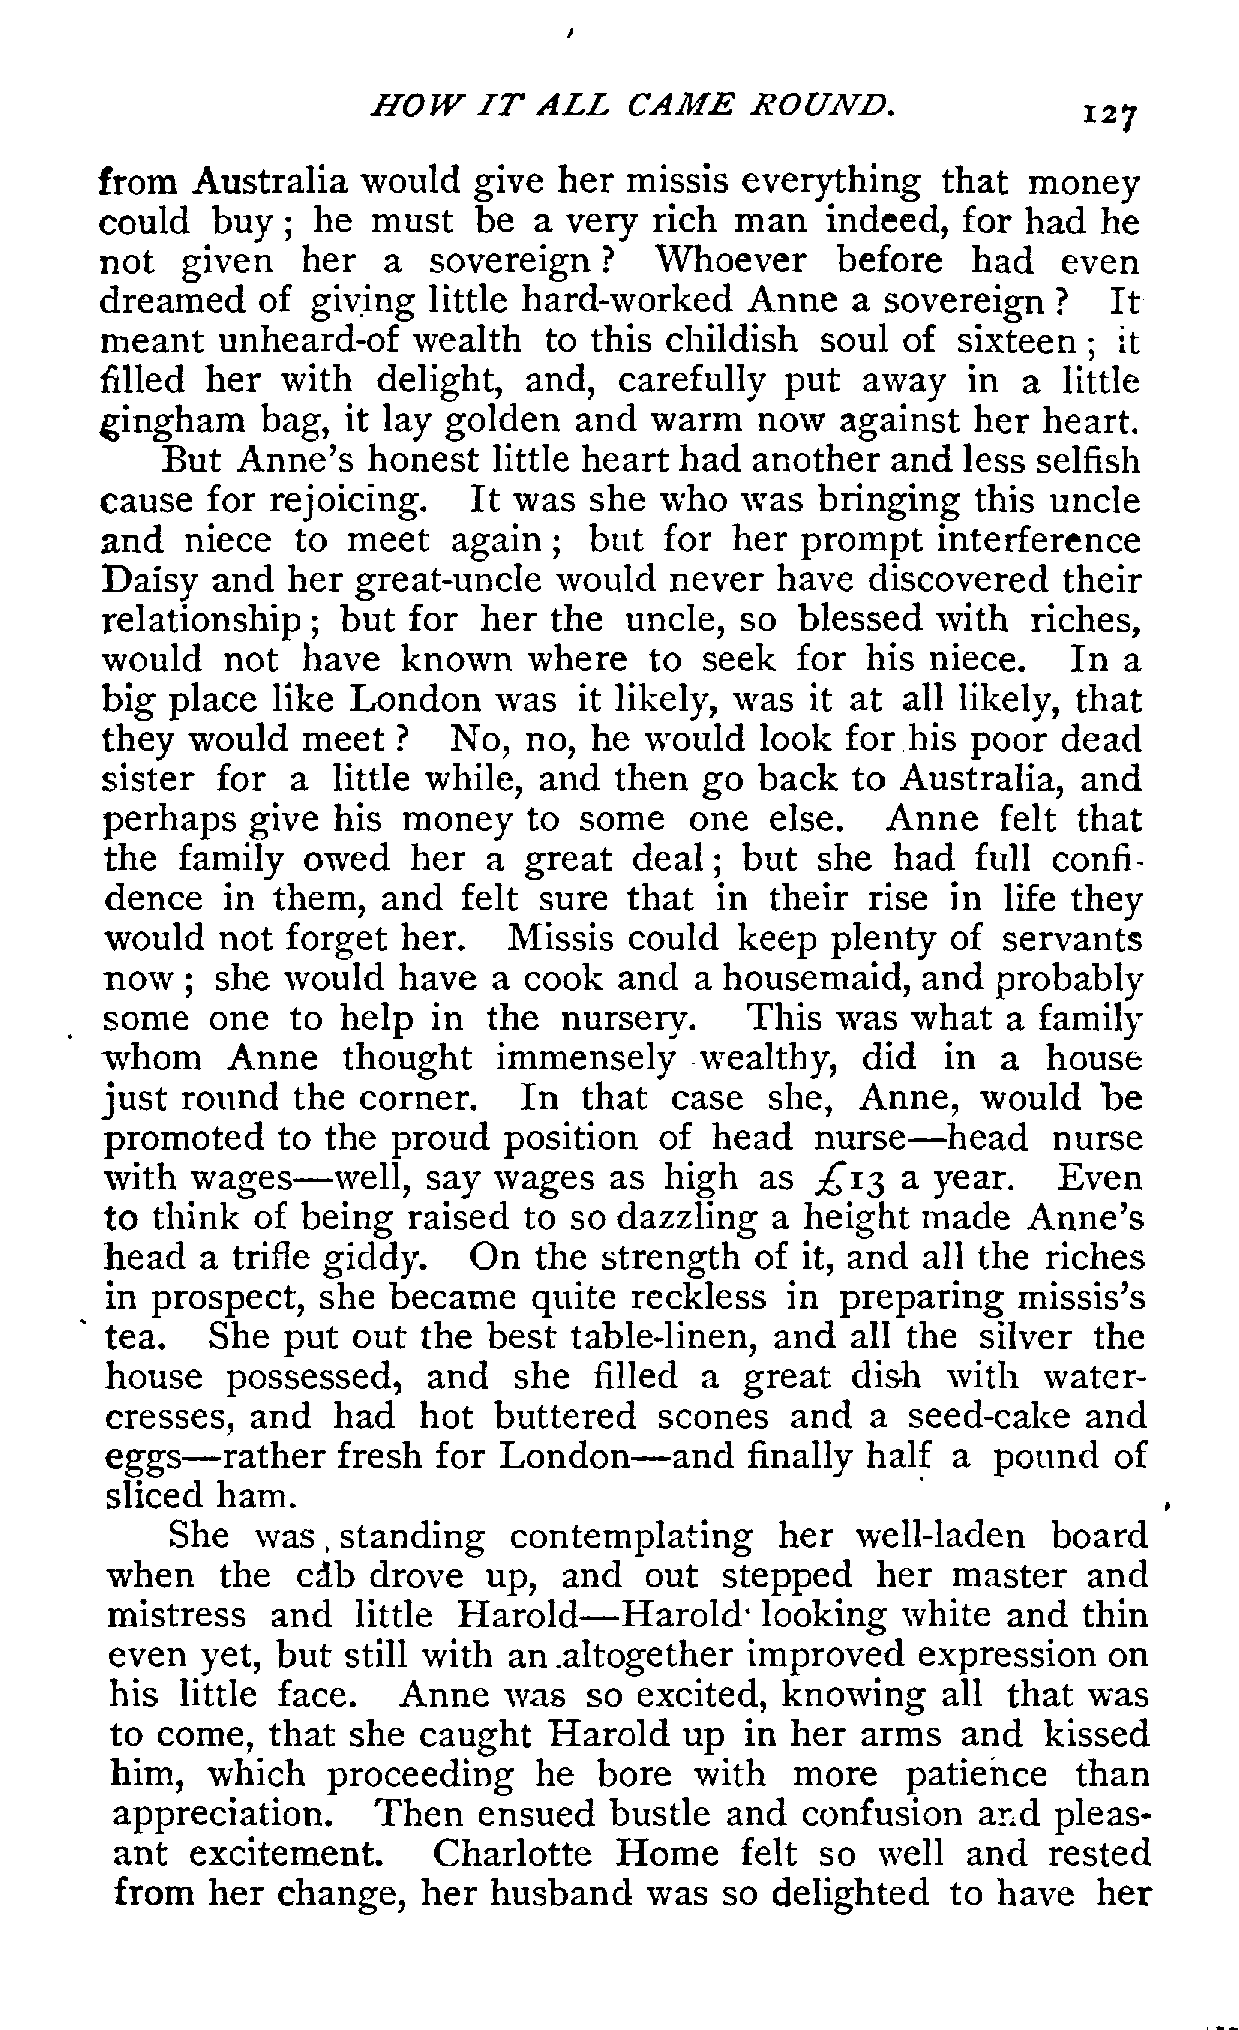 HOW IT ALL CAME ROUND. 127
from Australia would give her missis everything that money
could buy ; he must be a very rich man indeed, for had he
not given her a sovereign ? Whoever before had even
dreamed of giving little hard-worked Anne a sovereign ? It
meant unheard-of wealth to this childish soul of sixteen ; it
filled her with delight, and, carefully put away in a little
gingham bag, it lay golden and warm now against her heart.
But Anne's honest little heart had another and less selfish
cause for rejoicing. It was she who was bringing this uncle
and niece to meet again ; but for her prompt interference
Daisy and her great-uncle would never have discovered their
relationship ; but for her the uncle, so blessed with riches,
would not have known where to seek for his niece. In a
big place like London was it likely, was it at all likely, that
they would meet ? No, no, he would look for his poor dead
sister for a little while, and then go back to Australia, and
perhaps give his money to some one else. Anne felt that
the family owed her a great deal ; but she had full confi-
dence in them, and felt sure that in their rise in life they
would not forget her. Missis could keep plenty of servants
now ; she would have a cook and a housemaid, and probably
some one to help in the nursery. This was what a family
whom Anne thought immensely wealthy, did in a house
just round the corner. In that case she, Anne, would be
promoted to the proud position of head nurse—head nurse
with wages—well, say wages as high as £13 a year. Even
to think of being raised to so dazzling a height made Anne's
head a trifle giddy. On the strength of it, and all the riches
in prospect, she became quite reckless in preparing missis's
tea. She put out the best table-linen, and all the silver the
house possessed, and she filled a great dish with water-
cresses, and had hot buttered scones and a seed-cake and
eggs—rather fresh for London—and finally half a pound of
sliced ham.
She was standing contemplating her well-laden board
when the cab drove up, and out stepped her master and
mistress and little Harold—Harold looking white and thin
even yet, but still with an altogether improved expression on
his little face. Anne was so excited, knowing all that was
to come, that she caught Harold up in her arms and kissed
him, which proceeding he bore with more patience than
appreciation. Then ensued bustle and confusion and pleas-
ant excitement. Charlotte Home felt so well and rested
from her change, her husband was so delighted to have her